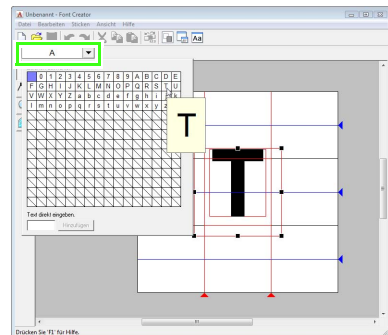 Unbenannt - Font Creator
Datei Bearbeiten Sticken Ansicht Hilfe
Aa
A
0 1 2 3 4 5 6 7 8 9 A B C D E
F G H I J K L M N O P Q R S T U
V W X Y Z a b c d e f g h i k
l m n o p q r s t u v w x y z
T
T
Text direkt eingeben.
Hinzufügen
Drücken Sie 'F1' für Hilfe.